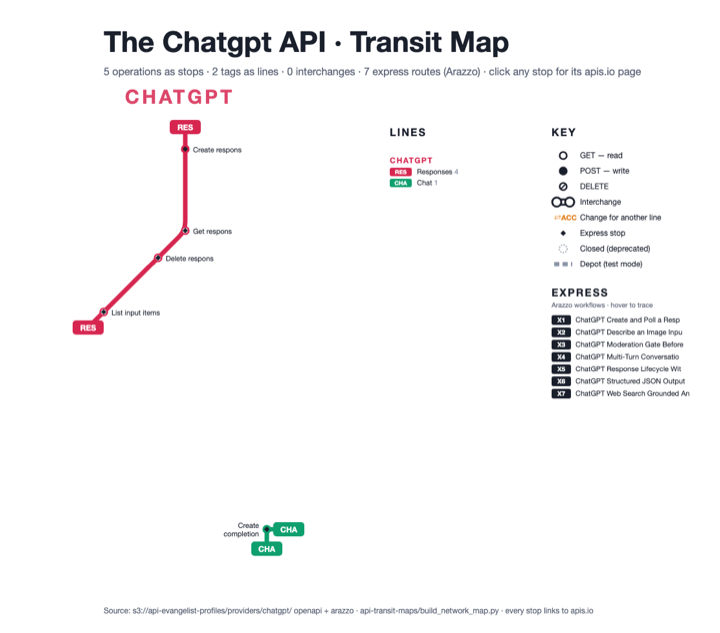 The Chatgpt API · Transit Map
5 operations as stops · 2 tags as lines · 0 interchanges · 7 express routes (Arazzo) · click any stop for its apis.io page
CHATGPT
RES
Create respons
Get respons
Delete respons
List input items
RES
Create
completion
CHA
CHA
LINES
CHATGPT
RES Responses 4
CHA Chat 1
KEY
GET — read
POST — write
DELETE
Interchange
⇄ACC Change for another line
Express stop
Closed (deprecated)
Depot (test mode)
EXPRESS
Arazzo workflows · hover to trace
X1 ChatGPT Create and Poll a Resp
X2 ChatGPT Describe an Image Inpu
X3 ChatGPT Moderation Gate Before
X4 ChatGPT Multi-Turn Conversatio
X5 ChatGPT Response Lifecycle Wit
X6 ChatGPT Structured JSON Output
X7 ChatGPT Web Search Grounded An
Source: s3://api-evangelist-profiles/providers/chatgpt/ openapi + arazzo · api-transit-maps/build_network_map.py · every stop links to apis.io